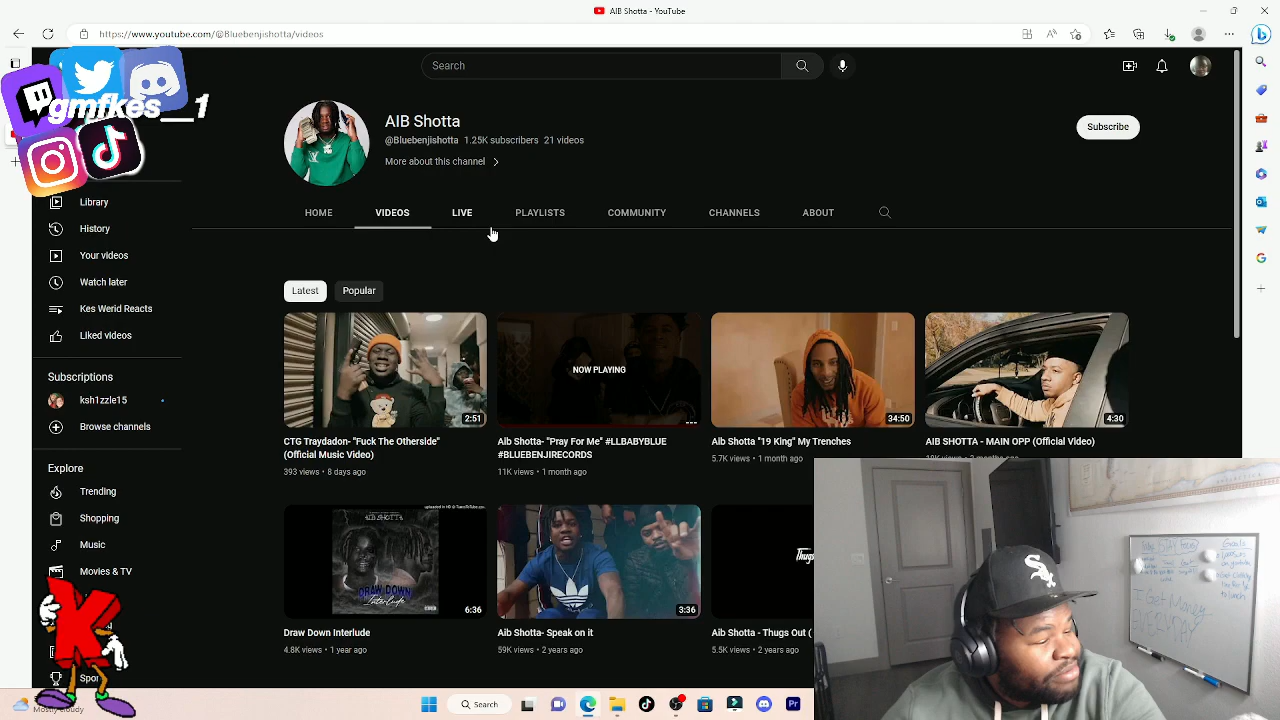 AIB Shotta - YouTube
https://www.youtube.com/@Bluebenjishotta/videos
Search
gmfkes__1
AIB Shotta
@Bluebenjishotta 1.25K subscribers 21 videos
More about this channel
Subscribe
HOME VIDEOS LIVE PLAYLISTS COMMUNITY CHANNELS ABOUT
Library
History
Your videos
Watch later
Kes Werid Reacts
Liked videos
Subscriptions
ksh1zzle15
Browse channels
Explore
Trending
Shopping
Music
Movies & TV
Latest Popular
2:51
NOW PLAYING
34:50
4:30
CTG Traydadon- "Fuck The Otherside"
(Official Music Video)
393 views • 8 days ago
Aib Shotta- "Pray For Me" #LLBABYBLUE
#BLUEBENJIRECORDS
11K views • 1 month ago
Aib Shotta "19 King" My Trenches
5.7K views • 1 month ago
AIB SHOTTA - MAIN OPP (Official Video)
AIB SHOTTA
DRAW DOWN
6:36
3:36
Draw Down Interlude
4.8K views • 1 year ago
Aib Shotta- Speak on it
59K views • 2 years ago
Aib Shotta - Thugs Out (
5.5K views • 2 years ago
Goals:
I Get Money
EVERYDAY
Mostly cloudy
Search